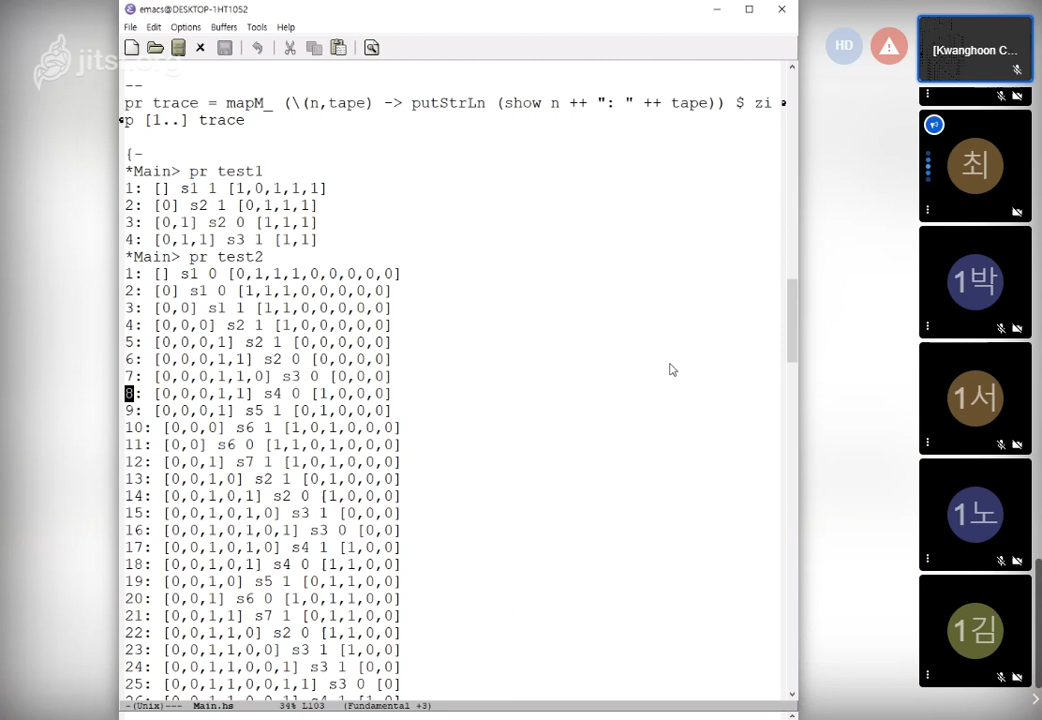 emacs@DESKTOP-1HT1052
File Edit Options Buffers Tools Help
jitsi.org
--
pr trace = mapM_ (\(n,tape) -> putStrLn (show n ++ ": " ++ tape)) $ zi
p [1..] trace
{-
*Main> pr test1
1: [] s1 1 [1,0,1,1,1]
2: [0] s2 1 [0,1,1,1]
3: [0,1] s2 0 [1,1,1]
4: [0,1,1] s3 1 [1,1]
*Main> pr test2
1: [] s1 0 [0,1,1,1,0,0,0,0,0]
2: [0] s1 0 [1,1,1,0,0,0,0,0]
3: [0,0] s1 1 [1,1,0,0,0,0,0]
4: [0,0,0] s2 1 [1,0,0,0,0,0]
5: [0,0,0,1] s2 1 [0,0,0,0,0]
6: [0,0,0,1,1] s2 0 [0,0,0,0]
7: [0,0,0,1,1,0] s3 0 [0,0,0]
8: [0,0,0,1,1] s4 0 [1,0,0,0]
9: [0,0,0,1] s5 1 [0,1,0,0,0]
10: [0,0,0] s6 1 [1,0,1,0,0,0]
11: [0,0] s6 0 [1,1,0,1,0,0,0]
12: [0,0,1] s7 1 [1,0,1,0,0,0]
13: [0,0,1,0] s2 1 [0,1,0,0,0]
14: [0,0,1,0,1] s2 0 [1,0,0,0]
15: [0,0,1,0,1,0] s3 1 [0,0,0]
16: [0,0,1,0,1,0,1] s3 0 [0,0]
17: [0,0,1,0,1,0] s4 1 [1,0,0]
18: [0,0,1,0,1] s4 0 [1,1,0,0]
19: [0,0,1,0] s5 1 [0,1,1,0,0]
20: [0,0,1] s6 0 [1,0,1,1,0,0]
21: [0,0,1,1] s7 1 [0,1,1,0,0]
22: [0,0,1,1,0] s2 0 [1,1,0,0]
23: [0,0,1,1,0,0] s3 1 [1,0,0]
24: [0,0,1,1,0,0,1] s3 1 [0,0]
25: [0,0,1,1,0,0,1,1] s3 0 [0]
-(Unix)--- Main.hs 34% L103 (Fundamental +3)
HD
[Kwanghoon C...
최
1박
1서
1노
1김